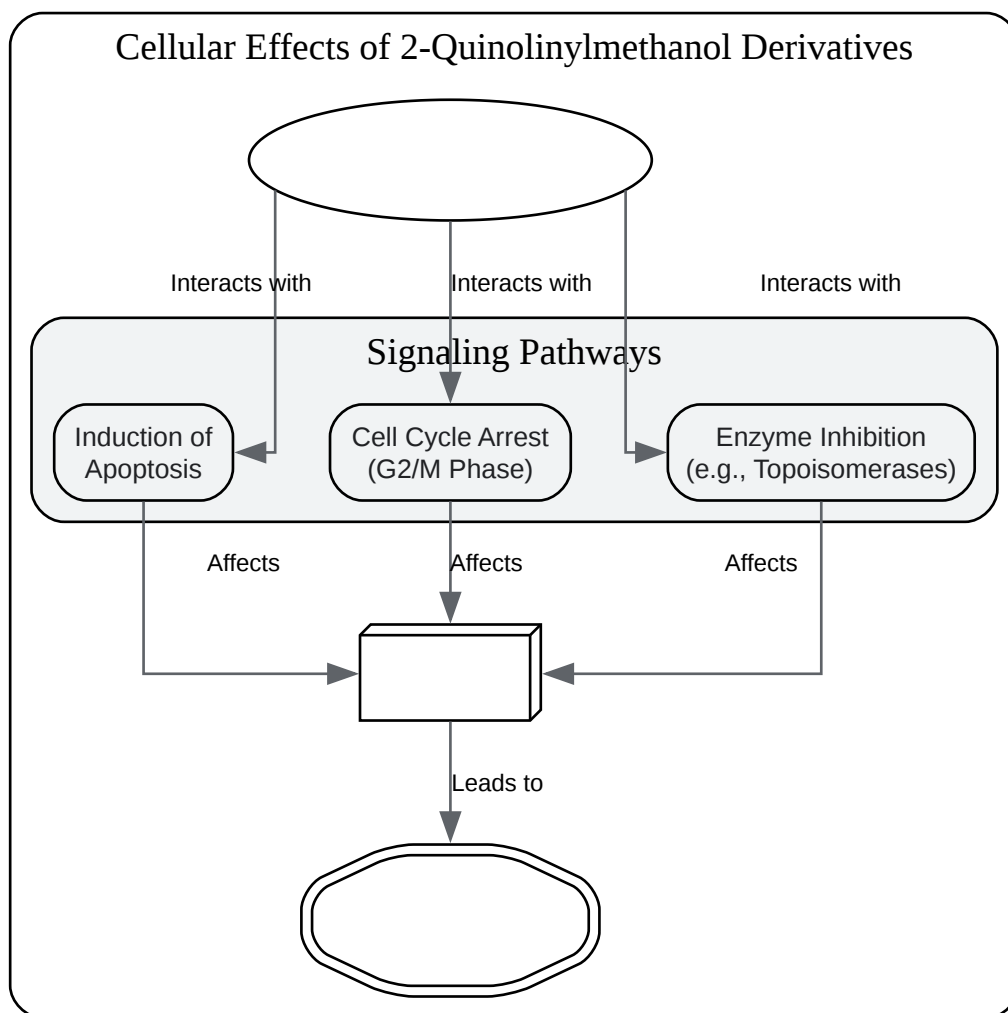 Cellular Effects of 2-Quinolinylmethanol Derivatives
Interacts with
Interacts with
Interacts with
Signaling Pathways
Induction of
Apoptosis
Cell Cycle Arrest
(G2/M Phase)
Enzyme Inhibition
(e.g., Topoisomerases)
Affects
Affects
Affects
Leads to